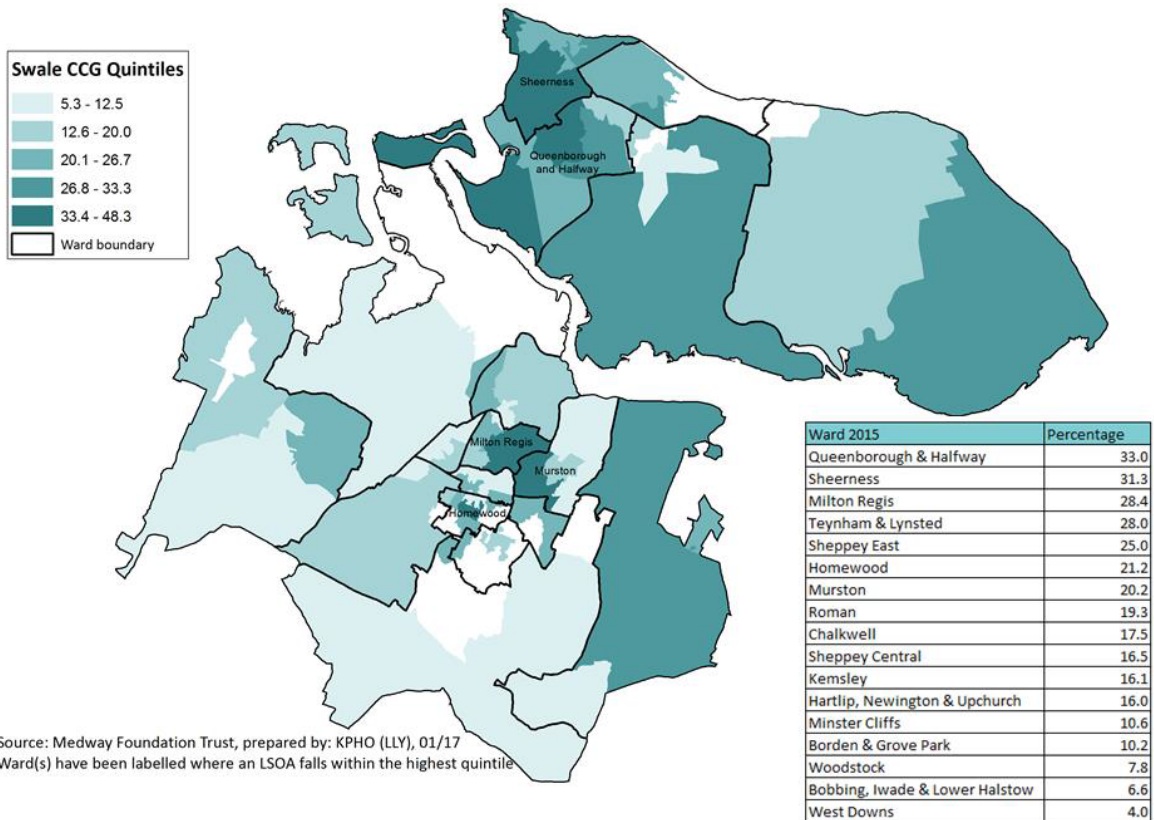 Swale CCG Quintiles
5.3 - 12.5
12.6 - 20.0
20.1 - 26.7
26.8 - 33.3
33.4 - 48.3
Ward boundary
Sheerness
Queenborough
and Halfway
Milton Regis
Murston
Homewood
Ward 2015 Percentage
Queenborough & Halfway 33.0
Sheerness 31.3
Milton Regis 28.4
Teynham & Lynsted 28.0
Sheppey East 25.0
Homewood 21.2
Murston 20.2
Roman 19.3
Chalkwell 17.5
Sheppey Central 16.5
Kemsley 16.1
Hartlip, Newington & Upchurch 16.0
Minster Cliffs 10.6
Borden & Grove Park 10.2
Woodstock 7.8
Bobbing, Iwade & Lower Halstow 6.6
West Downs 4.0
Source: Medway Foundation Trust, prepared by: KPHO (LLY), 01/17
Ward(s) have been labelled where an LSOA falls within the highest quintile